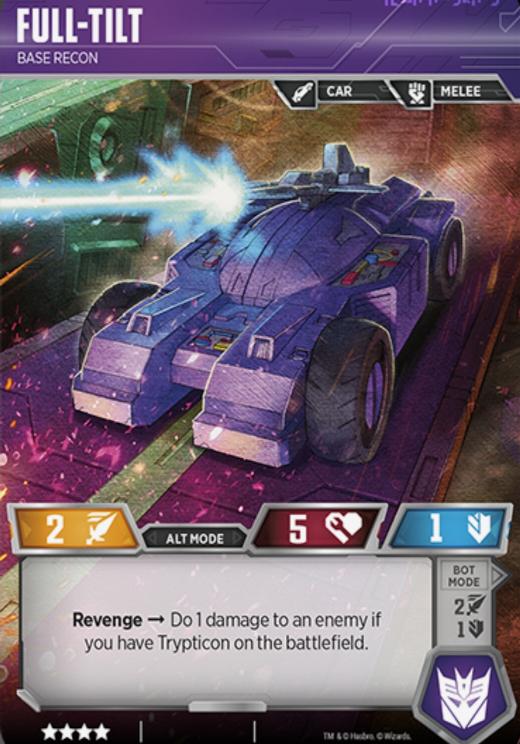 FULL-TILT
BASE RECON
CAR
MELEE
2
ALT MODE
5
1
Revenge → Do 1 damage to an enemy if
you have Trypticon on the battlefield.
BOT
MODE
2
1
TM & © Hasbro. © Wizards.